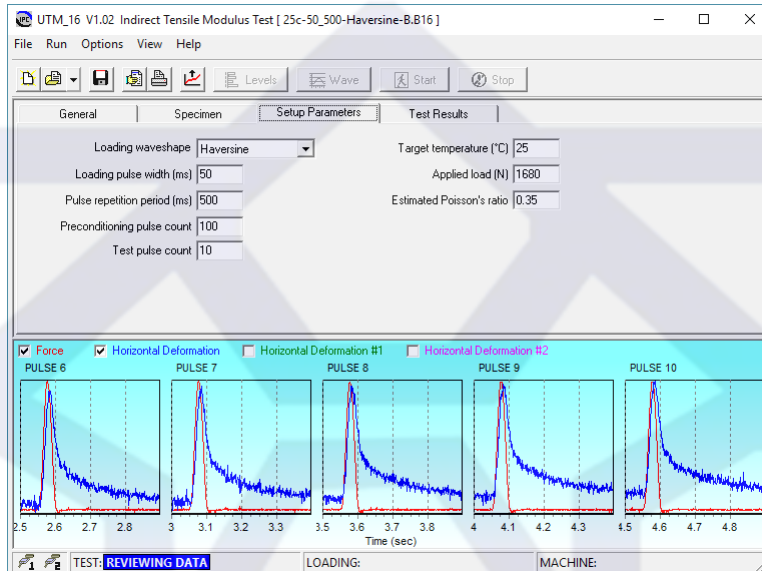 IPC UTM_16 V1.02 Indirect Tensile Modulus Test [ 25c-50_500-Haversine-B.B16 ]
File Run Options View Help
Levels Wave Start Stop
General Specimen Setup Parameters Test Results
Loading waveshape Haversine Target temperature (°C) 25
Loading pulse width (ms) 50 Applied load (N) 1680
Pulse repetition period (ms) 500 Estimated Poisson's ratio 0.35
Preconditioning pulse count 100
Test pulse count 10
Force Horizontal Deformation Horizontal Deformation #1 Horizontal Deformation #2
PULSE 6 PULSE 7 PULSE 8 PULSE 9 PULSE 10
2.5 2.6 2.7 2.8 3 3.1 3.2 3.3 3.5 3.6 3.7 3.8 4 4.1 4.2 4.3 4.5 4.6 4.7 4.8
Time (sec)
1 2 TEST: REVIEWING DATA LOADING: MACHINE: